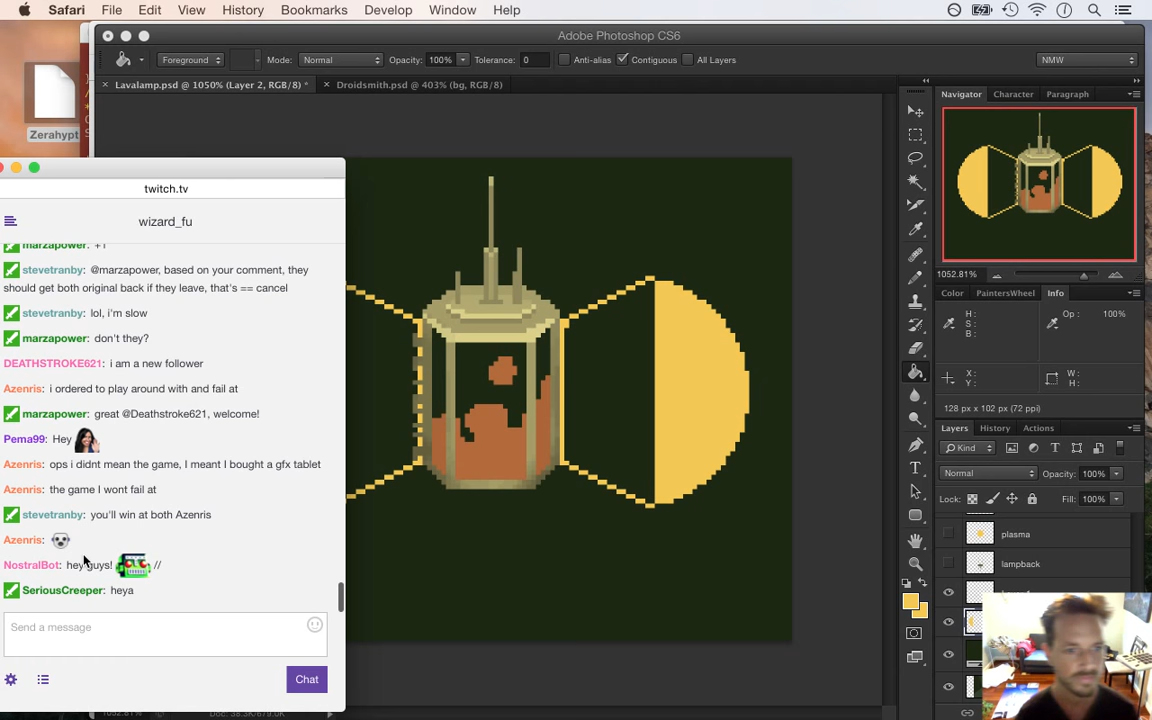 Safari File Edit View History Bookmarks Develop Window Help
Adobe Photoshop CS6
Foreground Mode: Normal Opacity: 100% Tolerance: 0 Anti-alias Contiguous All Layers NMW
Lavalamp.psd @ 1050% (Layer 2, RGB/8) * Droidsmith.psd @ 403% (bg, RGB/8)
Zerahypt
Navigator Character Paragraph
1052.81%
Color PaintersWheel Info
H:
S:
B:
Op: 100%
X:
Y:
W:
H:
128 px x 102 px (72 ppi)
Layers History Actions
Kind
Normal Opacity: 100%
Lock: Fill: 100%
plasma
lampback
twitch.tv
wizard_fu
marzapower: +1
stevetranby: @marzapower, based on your comment, they
should get both original back if they leave, that's == cancel
stevetranby: lol, i'm slow
marzapower: don't they?
DEATHSTROKE621: i am a new follower
Azenris: i ordered to play around with and fail at
marzapower: great @Deathstroke621, welcome!
Pema99: Hey
Azenris: ops i didnt mean the game, I meant I bought a gfx tablet
Azenris: the game I wont fail at
stevetranby: you'll win at both Azenris
Azenris:
NostralBot: hey guys! //
SeriousCreeper: heya
Send a message
Chat